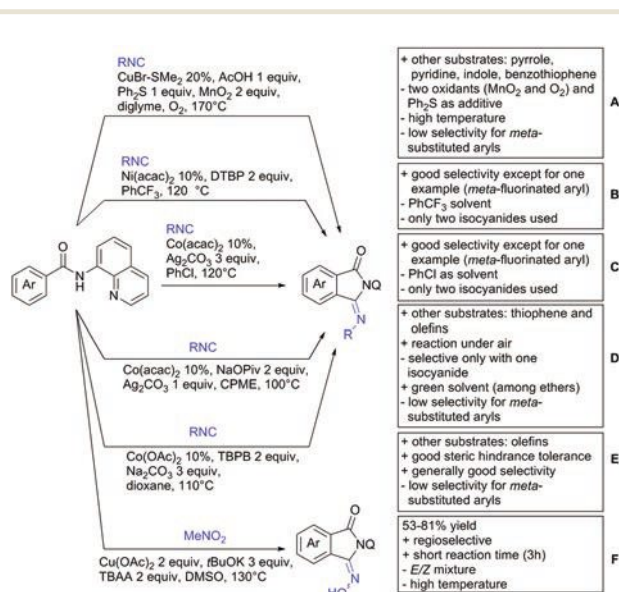 RNC
CuBr-SMe2 20%, AcOH 1 equiv,
Ph2S 1 equiv, MnO2 2 equiv,
diglyme, O2, 170°C
RNC
Ni(acac)2 10%, DTBP 2 equiv,
PhCF3, 120 °C
RNC
Co(acac)2 10%,
Ag2CO3 3 equiv,
PhCl, 120°C
O
Ar
N
H
N
O
Ar
NQ
N
R
RNC
Co(acac)2 10%, NaOPiv 2 equiv,
Ag2CO3 1 equiv, CPME, 100°C
RNC
Co(OAc)2 10%, TBPB 2 equiv,
Na2CO3 3 equiv,
dioxane, 110°C
MeNO2
Cu(OAc)2 2 equiv, tBuOK 3 equiv,
TBAA 2 equiv, DMSO, 130°C
O
Ar
NQ
N
HO
+ other substrates: pyrrole,
pyridine, indole, benzothiophene
- two oxidants (MnO2 and O2) and
Ph2S as additive
- high temperature
- low selectivity for meta-
substituted aryls
A
+ good selectivity except for one
example (meta-fluorinated aryl)
- PhCF3 solvent
- only two isocyanides used
B
+ good selectivity except for one
example (meta-fluorinated aryl)
- PhCl as solvent
- only two isocyanides used
C
+ other substrates: thiophene and
olefins
+ reaction under air
- selective only with one
isocyanide
+ green solvent (among ethers)
- low selectivity for meta-
substituted aryls
D
+ other substrates: olefins
+ good steric hindrance tolerance
+ generally good selectivity
- low selectivity for meta-
substituted aryls
E
53-81% yield
+ regioselective
+ short reaction time (3h)
- E/Z mixture
- high temperature
F